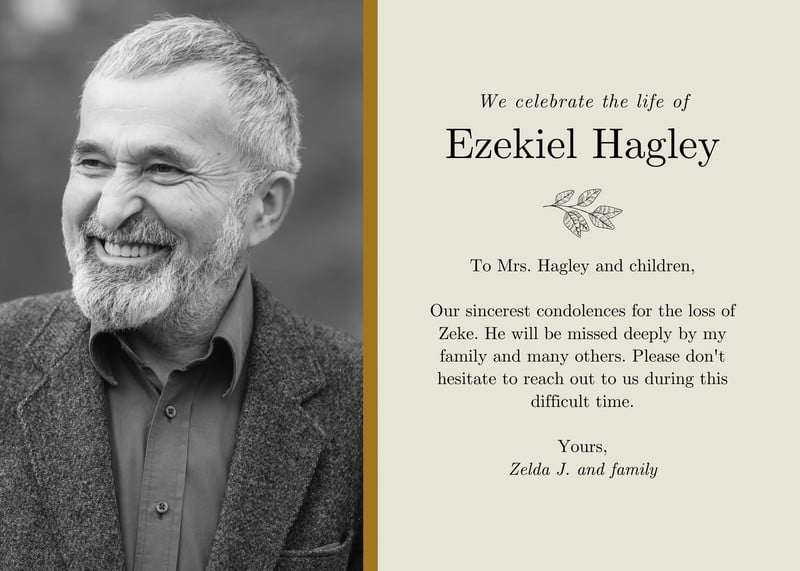 We celebrate the life of
Ezekiel Hagley
To Mrs. Hagley and children,
Our sincerest condolences for the loss of
Zeke. He will be missed deeply by my
family and many others. Please don't
hesitate to reach out to us during this
difficult time.
Yours,
Zelda J. and family